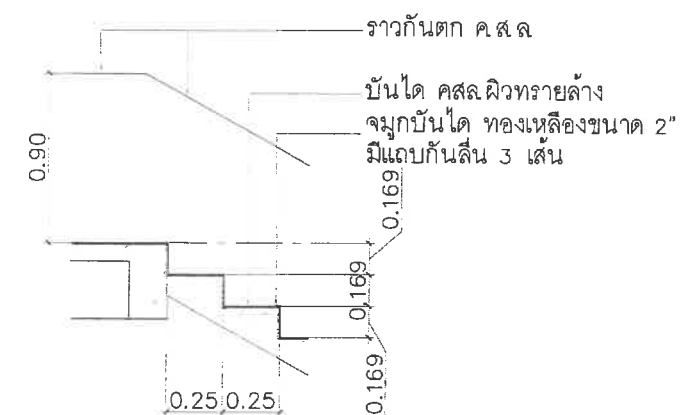 ราวกันตก ค.ส.ล.
บันได คสล.ผิวทรายล้าง
จมูกบันได ทองเหลืองขนาด 2"
มีแถบกันลื่น 3 เส้น
0.90
0.169
0.169
0.169
0.25 0.25